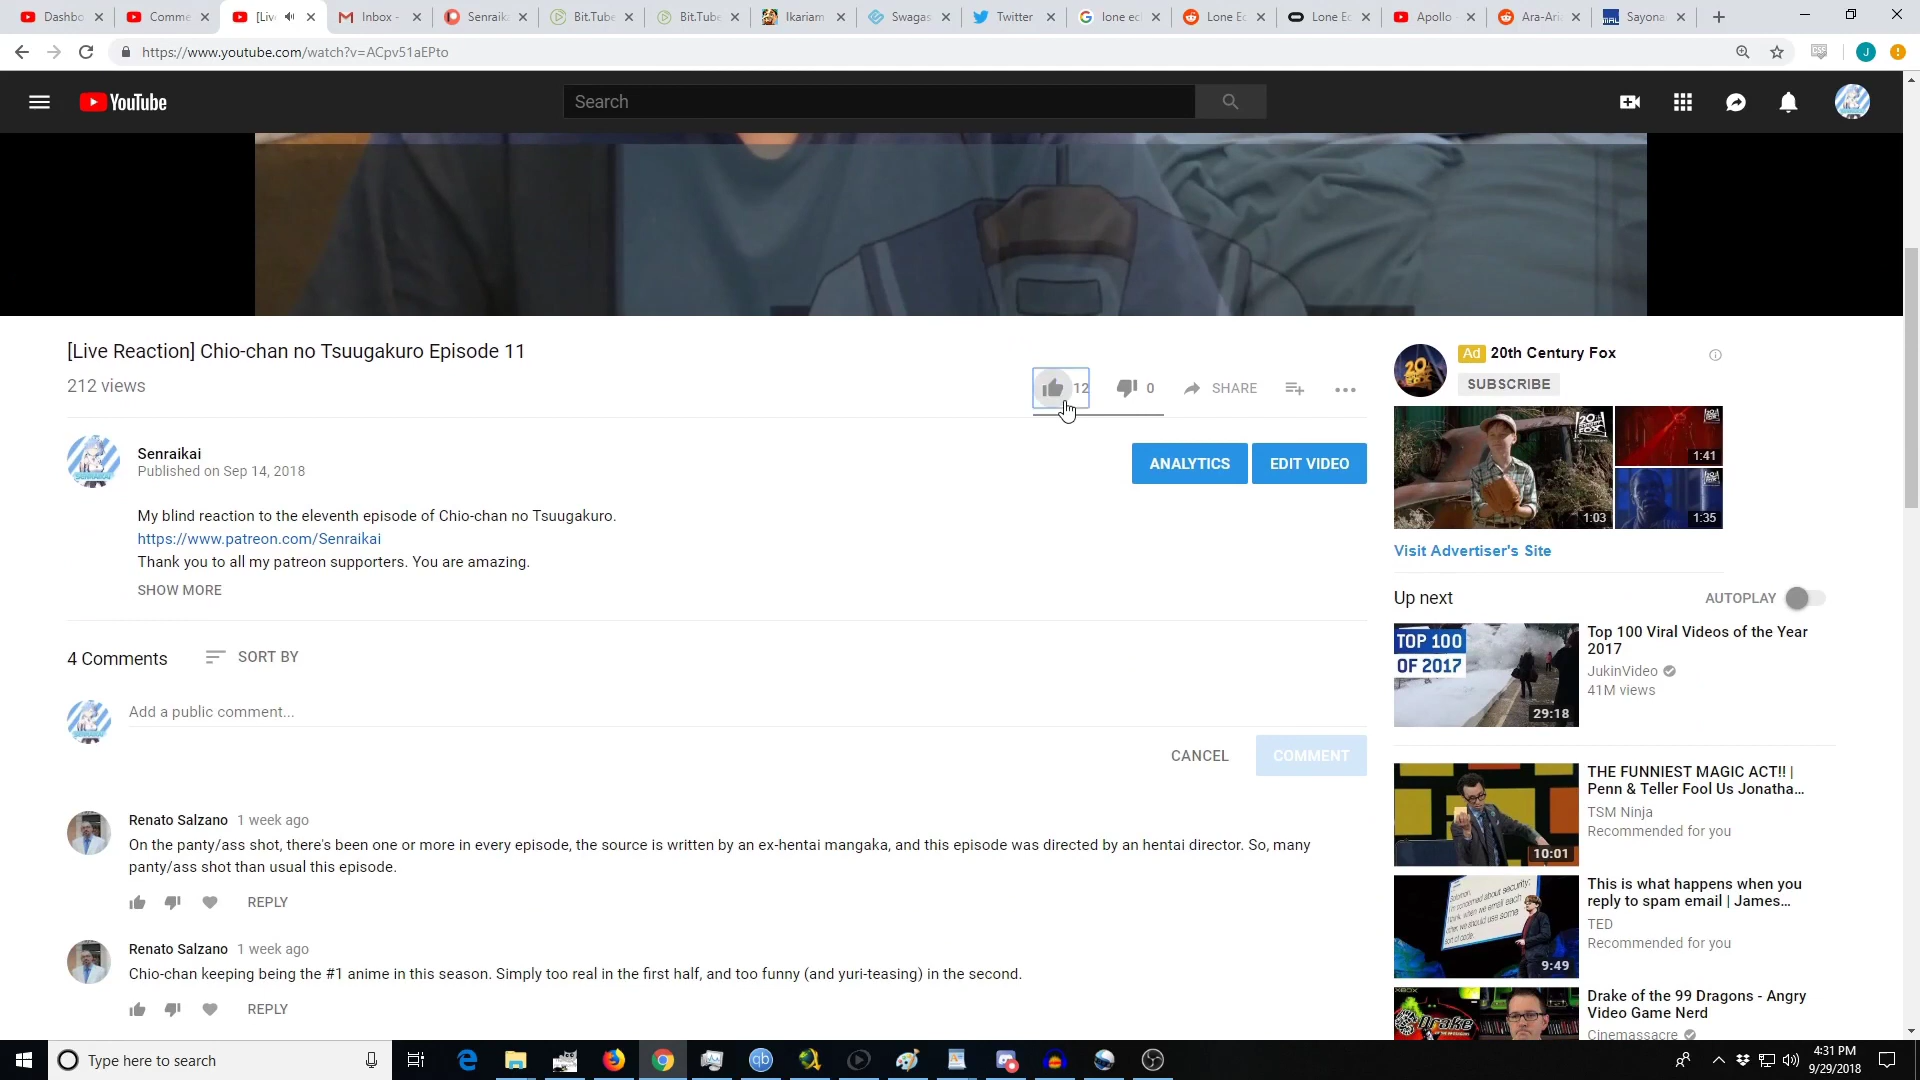 Dashbo
Comme
[Liv
Inbox -
Senraik
Bit.Tube
Bit.Tube
Ikariam
Swagas
Twitter
lone ec
Lone Ec
Lone Ec
Apollo -
Ara-Ara
Sayona
https://www.youtube.com/watch?v=ACpv51aEPto
J
YouTube
Search
[Live Reaction] Chio-chan no Tsuugakuro Episode 11
212 views
12
0
SHARE
Senraikai
Published on Sep 14, 2018
ANALYTICS
EDIT VIDEO
My blind reaction to the eleventh episode of Chio-chan no Tsuugakuro.
https://www.patreon.com/Senraikai
Thank you to all my patreon supporters. You are amazing.
SHOW MORE
4 Comments
SORT BY
Add a public comment...
CANCEL
COMMENT
Renato Salzano 1 week ago
On the panty/ass shot, there's been one or more in every episode, the source is written by an ex-hentai mangaka, and this episode was directed by an hentai director. So, many
panty/ass shot than usual this episode.
REPLY
Renato Salzano 1 week ago
Chio-chan keeping being the #1 anime in this season. Simply too real in the first half, and too funny (and yuri-teasing) in the second.
REPLY
Ad 20th Century Fox
SUBSCRIBE
1:03
1:41
1:35
Visit Advertiser's Site
Up next
AUTOPLAY
TOP 100
OF 2017
29:18
Top 100 Viral Videos of the Year
2017
JukinVideo
41M views
10:01
THE FUNNIEST MAGIC ACT!! |
Penn & Teller Fool Us Jonatha...
TSM Ninja
Recommended for you
9:49
This is what happens when you
reply to spam email | James...
TED
Recommended for you
Drake of the 99 Dragons - Angry
Video Game Nerd
Cinemassacre
Type here to search
qb
4:31 PM
9/29/2018